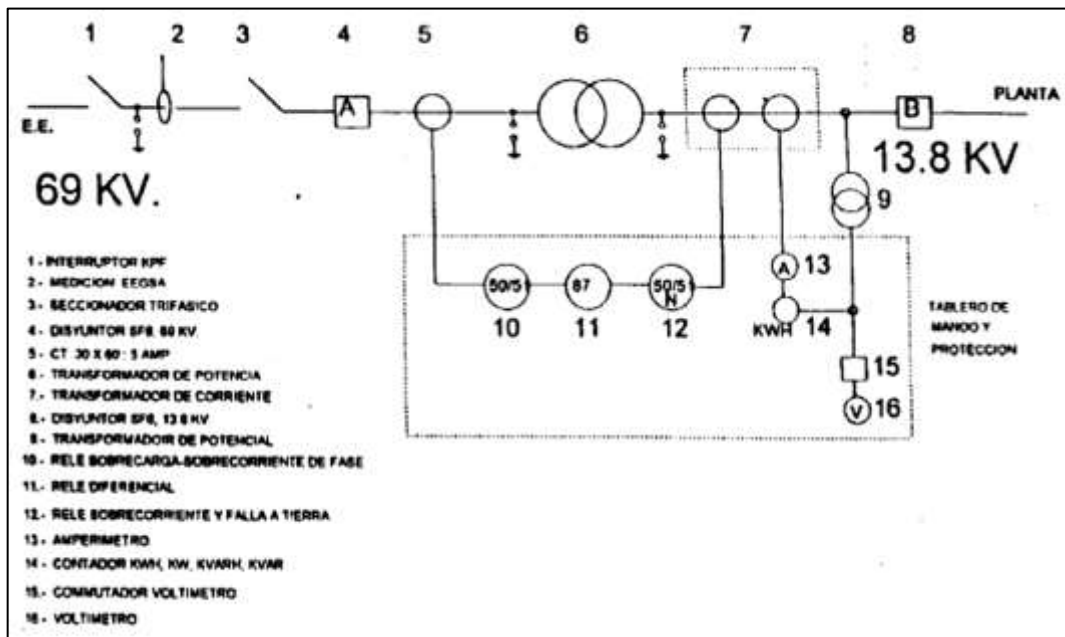 1 2 3 4 5 6 7 8
A
B
PLANTA
E.E.
69 KV.
13.8 KV
9
50/5
87
50/5
N
A 13
10 11 12
KWH 14
15
V 16
TABLERO DE
MANDO Y
PROTECCION
1 - INTERRUPTOR KPF
2 - MEDICION EEGSA
3 - SECCIONADOR TRIFASICO
4 - DISYUNTOR SF6, 69 KV.
5 - CT 30 X 60 : 5 AMP
6 - TRANSFORMADOR DE POTENCIA
7 - TRANSFORMADOR DE CORRIENTE
8.- DISYUNTOR SF6, 13.8 KV
9 - TRANSFORMADOIR DE POTENCIAL
10 - RELE SOBRECARGA-SOBRECORRIENTE DE FASE
11.- RELE DIFERENCIAL
12.- RELE SOBRECORRIENTE Y FALLA A TIERRA
13 - AMPERIMETRO
14 - CONTADOR KWH, KW, KVARH, KVAR
15.- COMMUTADOR VOLTIMETRO
16 - VOLTIMETRO